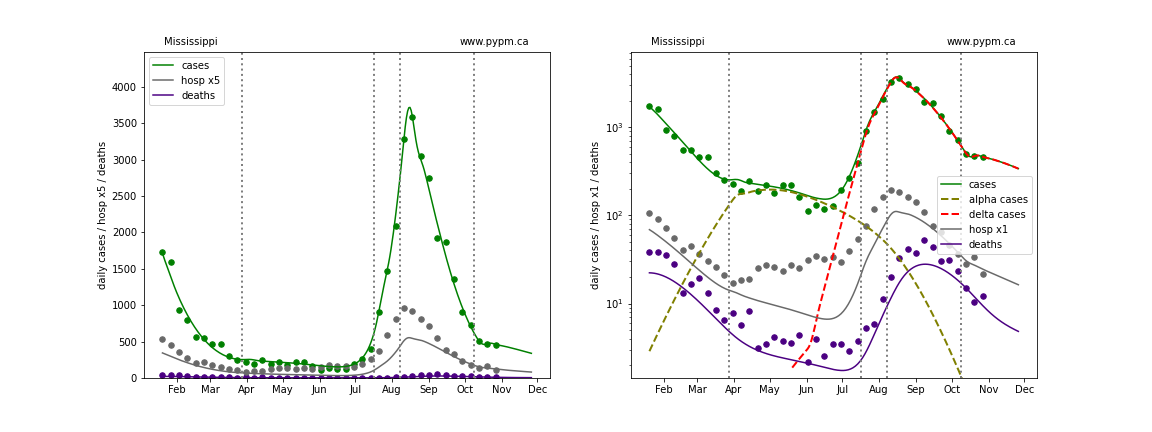 Mississippi www.pypm.ca
cases
hosp x5
deaths
daily cases / hosp x5 / deaths
4000
3500
3000
2500
2000
1500
1000
500
0
Feb Mar Apr May Jun Jul Aug Sep Oct Nov Dec
Mississippi www.pypm.ca
daily cases / hosp x1 / deaths
10³
10²
10¹
cases
alpha cases
delta cases
hosp x1
deaths
Feb Mar Apr May Jun Jul Aug Sep Oct Nov Dec